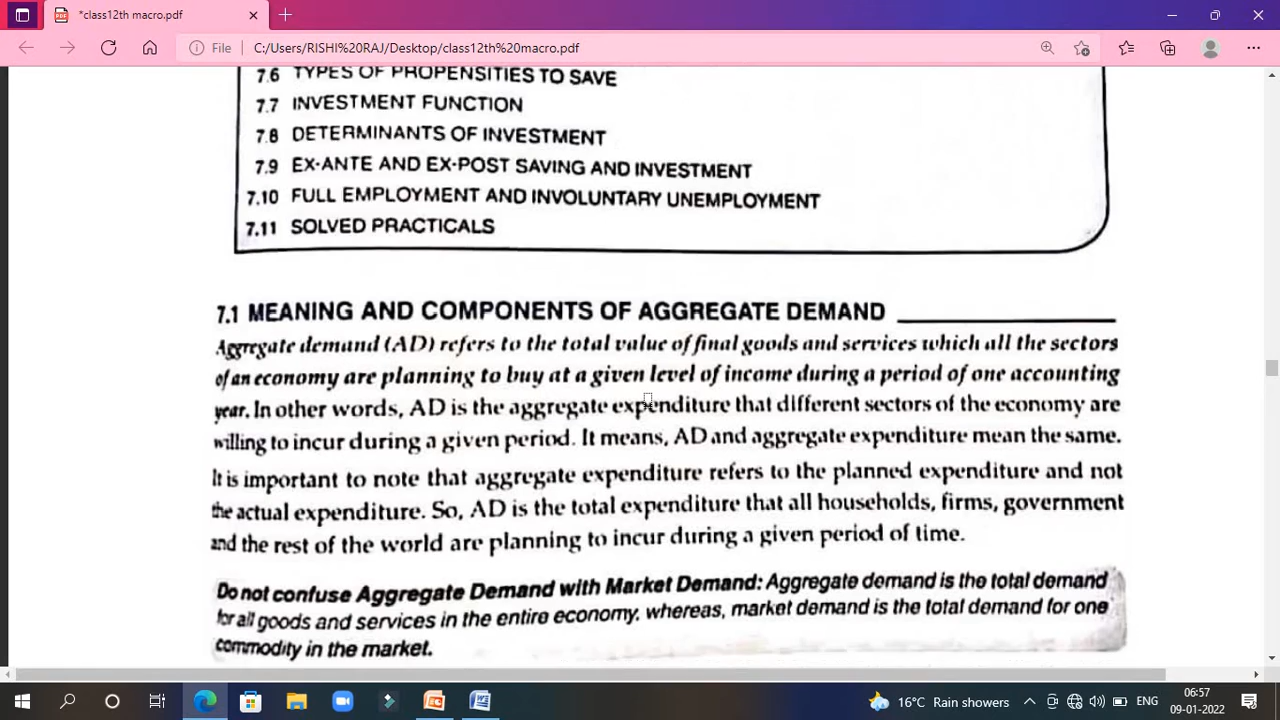 *class12th macro.pdf
File C:/Users/RISHI%20RAJ/Desktop/class12th%20macro.pdf
7.6 TYPES OF PROPENSITIES TO SAVE
7.7 INVESTMENT FUNCTION
7.8 DETERMINANTS OF INVESTMENT
7.9 EX-ANTE AND EX-POST SAVING AND INVESTMENT
7.10 FULL EMPLOYMENT AND INVOLUNTARY UNEMPLOYMENT
7.11 SOLVED PRACTICALS
7.1 MEANING AND COMPONENTS OF AGGREGATE DEMAND
Aggregate demand (AD) refers to the total value of final goods and services which all the sectors
of an economy are planning to buy at a given level of income during a period of one accounting
year. In other words, AD is the aggregate expenditure that different sectors of the economy are
willing to incur during a given period. It means, AD and aggregate expenditure mean the same.
It is important to note that aggregate expenditure refers to the planned expenditure and not
the actual expenditure. So, AD is the total expenditure that all households, firms, government
and the rest of the world are planning to incur during a given period of time.
Do not confuse Aggregate Demand with Market Demand: Aggregate demand is the total demand
for all goods and services in the entire economy. whereas, market demand is the total demand for one
commodity in the market.
16°C Rain showers ENG 06:57
09-01-2022